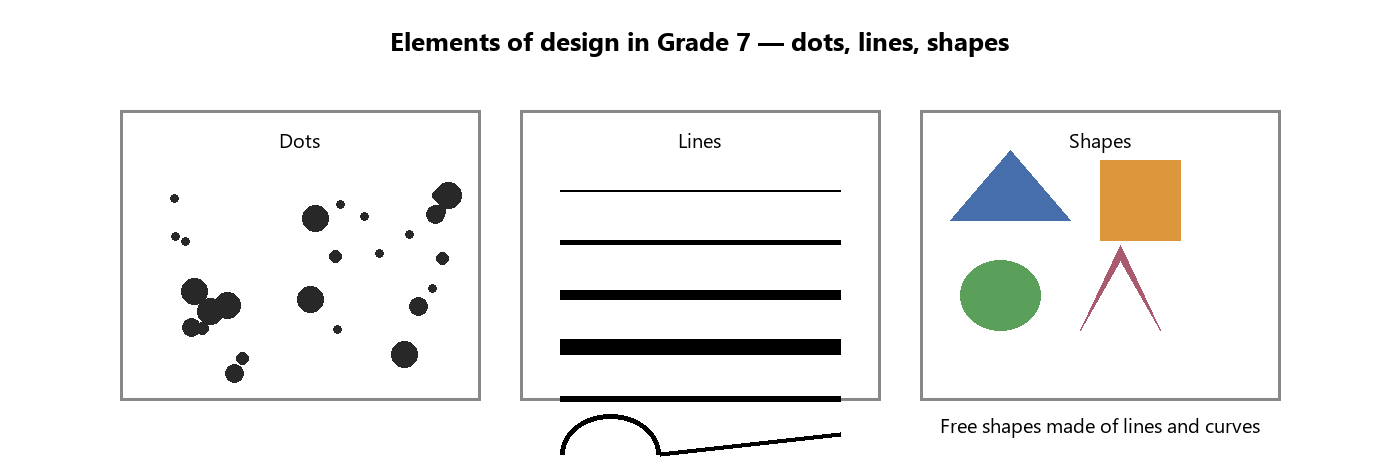 Elements of design in Grade 7 — dots, lines, shapes
Dots
Lines
Shapes
Free shapes made of lines and curves